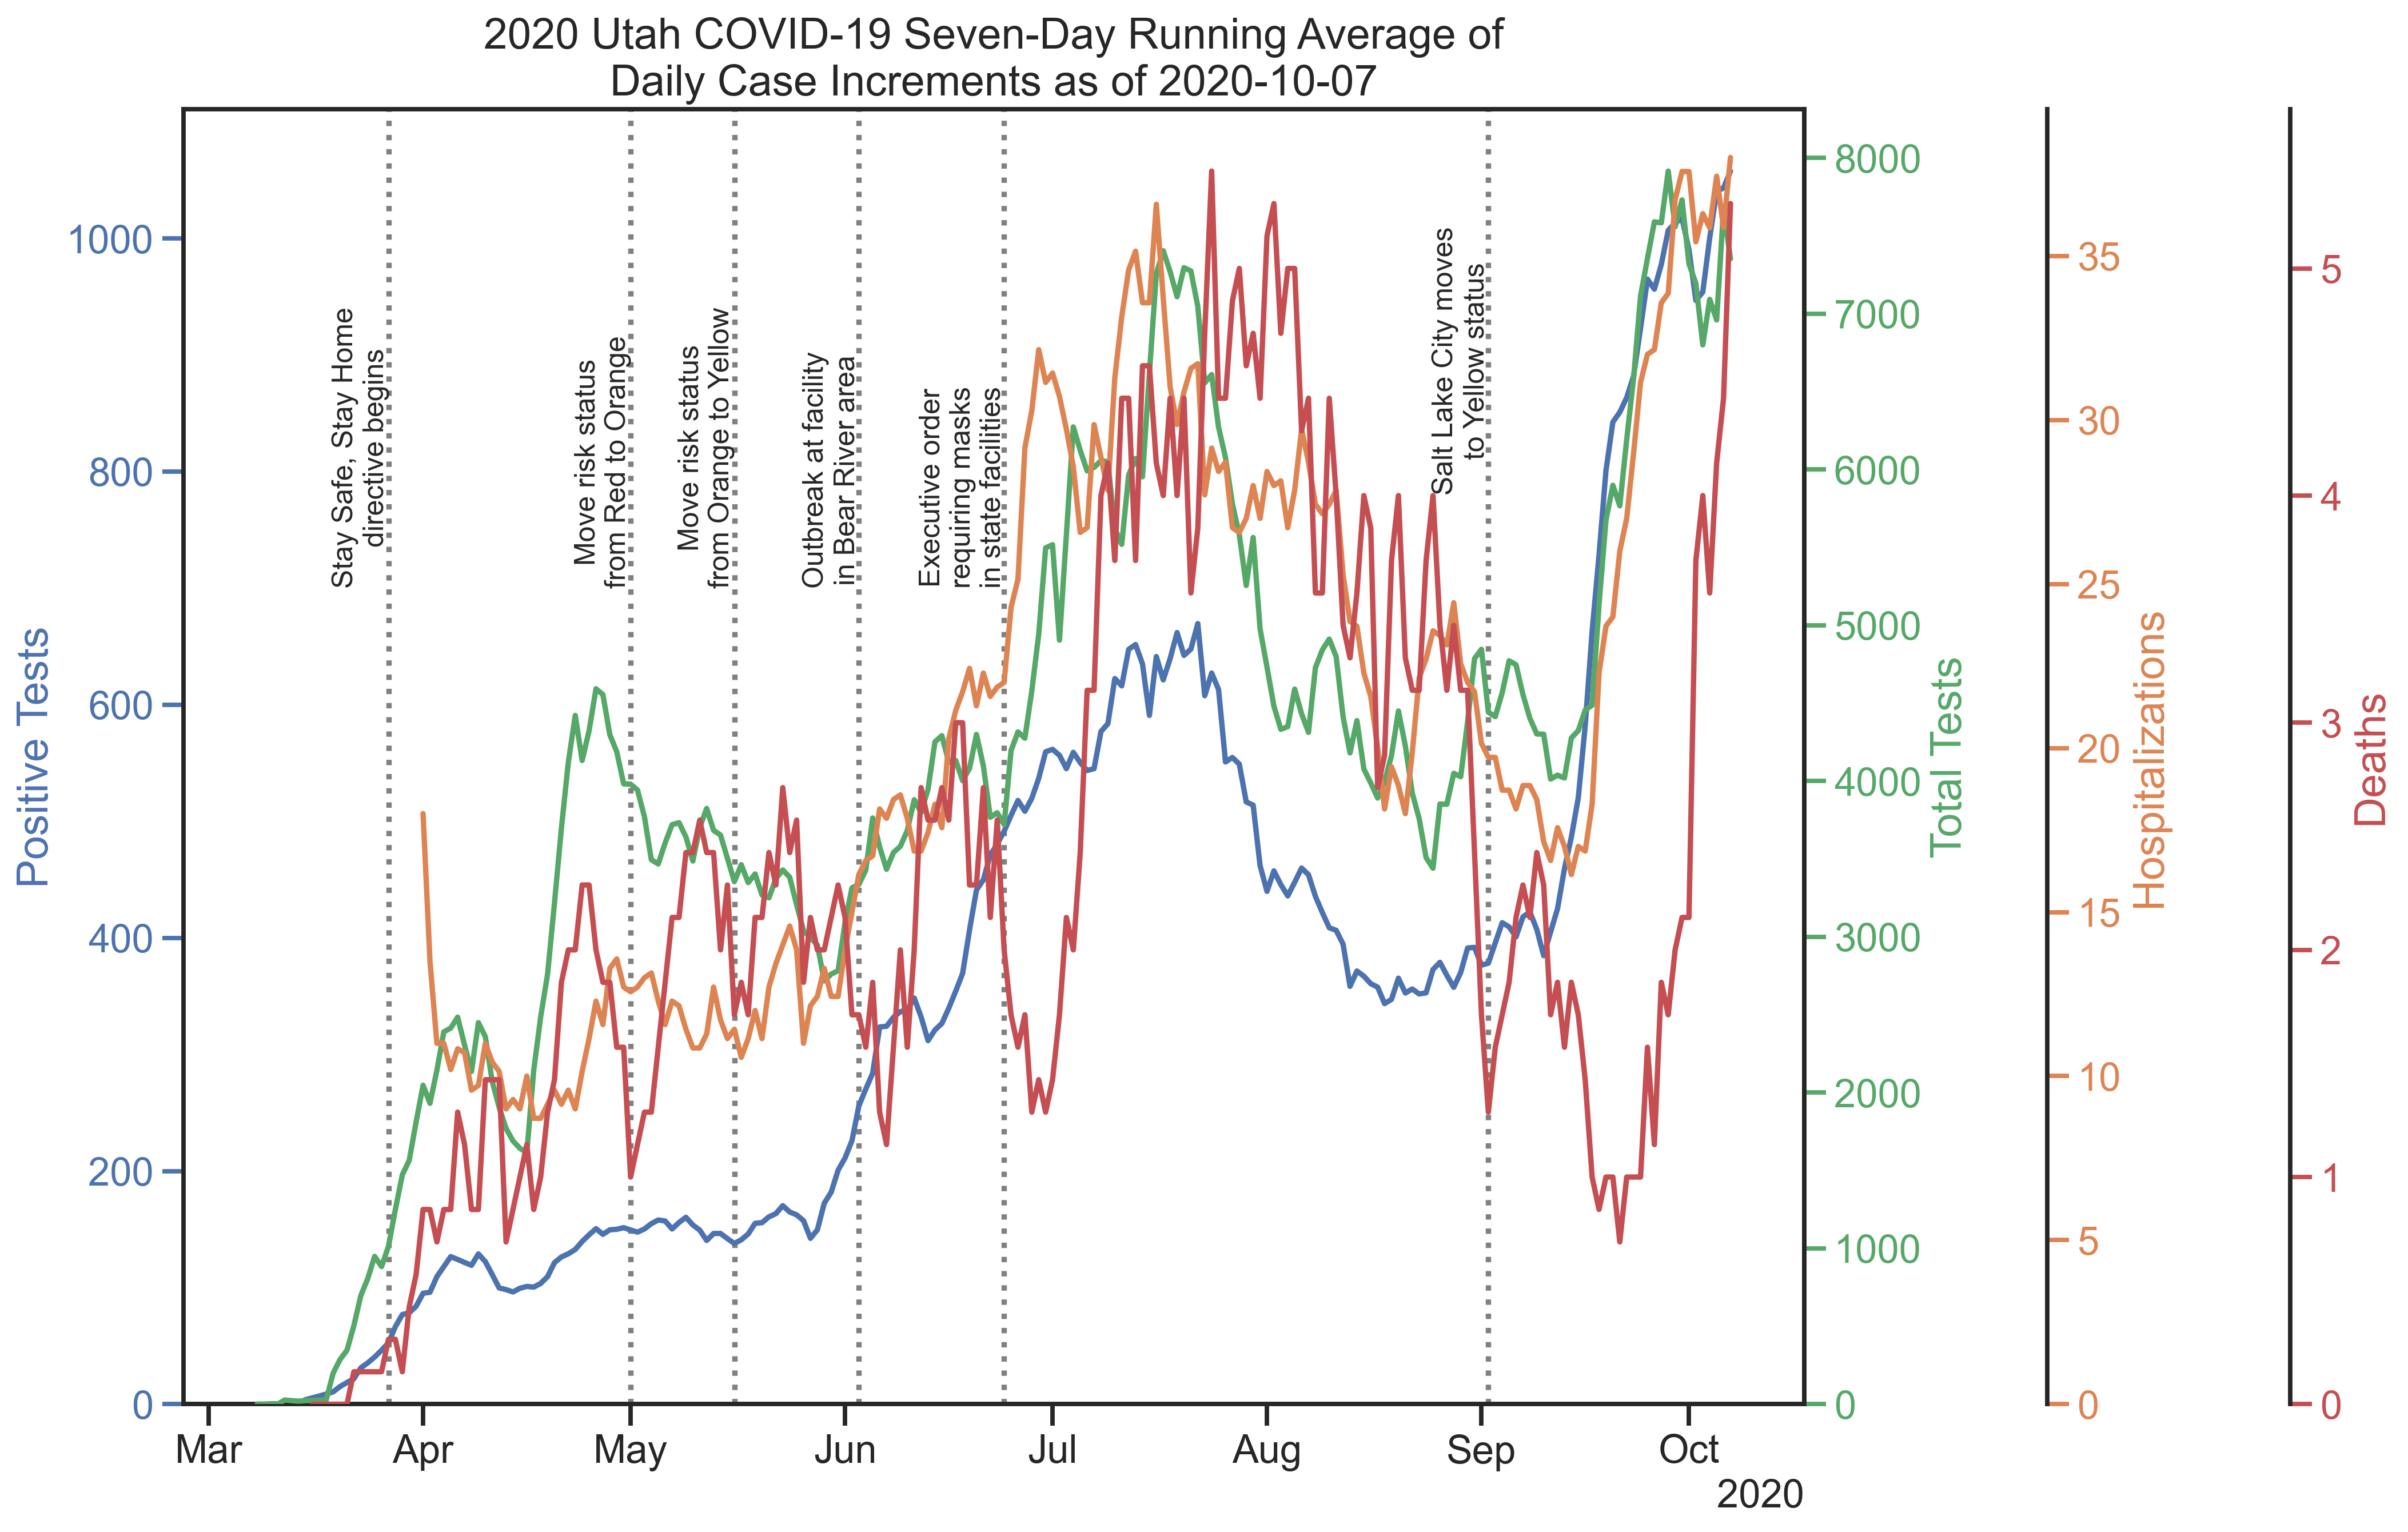 2020 Utah COVID-19 Seven-Day Running Average of
Daily Case Increments as of 2020-10-07
Positive Tests
1000
800
600
400
200
0
Stay Safe, Stay Home
directive begins
Move risk status
from Red to Orange
Move risk status
from Orange to Yellow
Outbreak at facility
in Bear River area
Executive order
requiring masks
in state facilities
Salt Lake City moves
to Yellow status
8000
7000
6000
5000
4000
3000
2000
1000
0
Total Tests
35
30
25
20
15
10
5
0
Hospitalizations
5
4
3
2
1
0
Deaths
Mar
Apr
May
Jun
Jul
Aug
Sep
Oct
2020